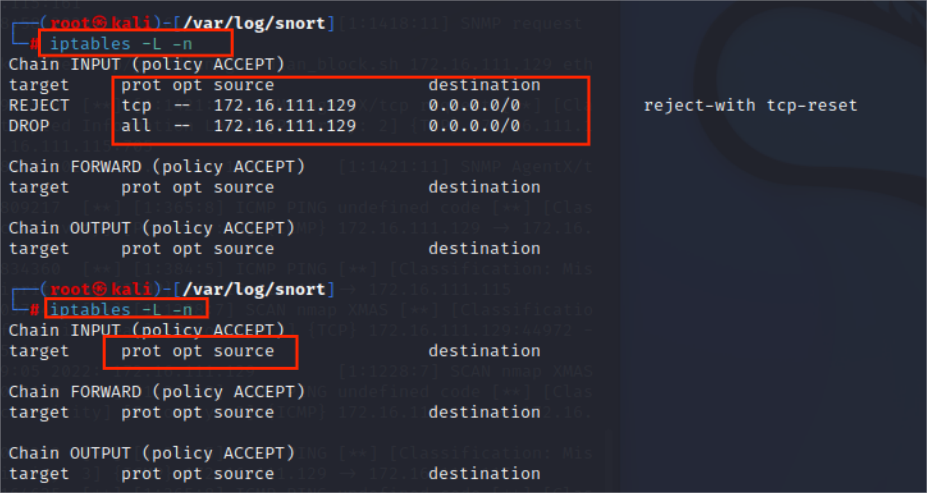 ┌──(root㉿kali)-[/var/log/snort]
└─# iptables -L -n
Chain INPUT (policy ACCEPT)
target     prot opt source               destination
REJECT     tcp  --  172.16.111.129       0.0.0.0/0            reject-with tcp-reset
DROP       all  --  172.16.111.129       0.0.0.0/0
Chain FORWARD (policy ACCEPT)
target     prot opt source               destination
Chain OUTPUT (policy ACCEPT)
target     prot opt source               destination
┌──(root㉿kali)-[/var/log/snort]
└─# iptables -L -n
Chain INPUT (policy ACCEPT)
target     prot opt source               destination
Chain FORWARD (policy ACCEPT)
target     prot opt source               destination
Chain OUTPUT (policy ACCEPT)
target     prot opt source               destination